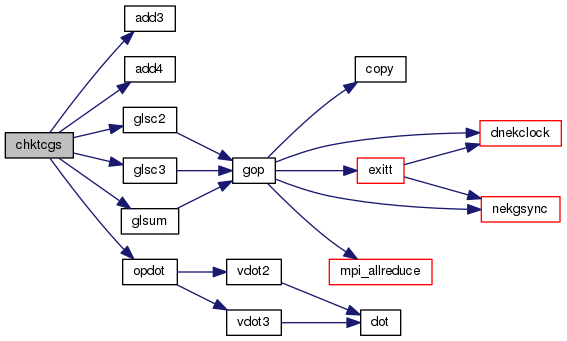 add3
add4
copy
glsc2
dnekclock
chktcgs
glsc3
gop
exitt
glsum
nekgsync
opdot
vdot2
mpi_allreduce
vdot3
dot